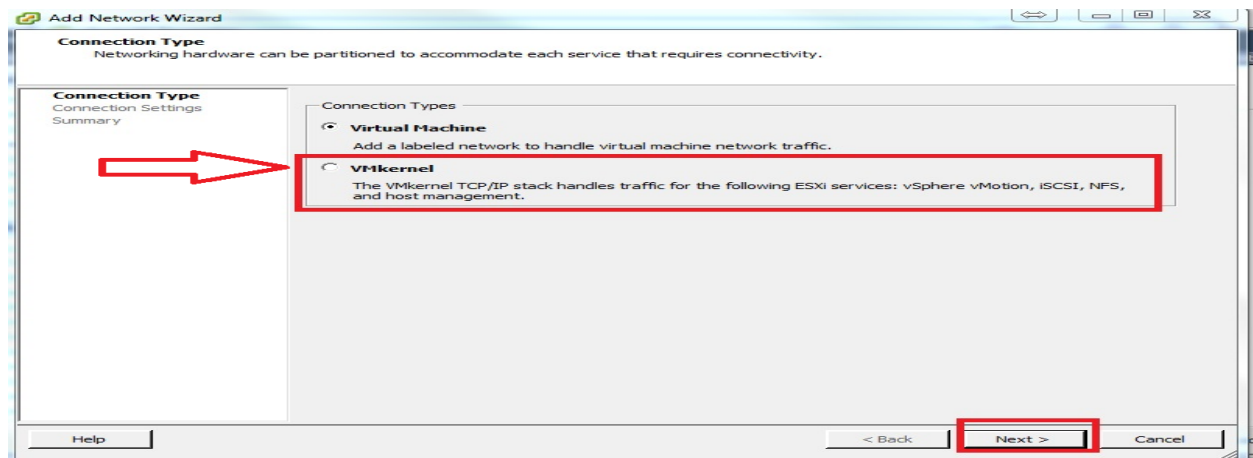 Add Network Wizard
Connection Type
Networking hardware can be partitioned to accommodate each service that requires connectivity.
Connection Type
Connection Settings
Summary
Connection Types
Virtual Machine
Add a labeled network to handle virtual machine network traffic.
VMkernel
The VMkernel TCP/IP stack handles traffic for the following ESXi services: vSphere vMotion, iSCSI, NFS,
and host management.
Help
< Back
Next >
Cancel